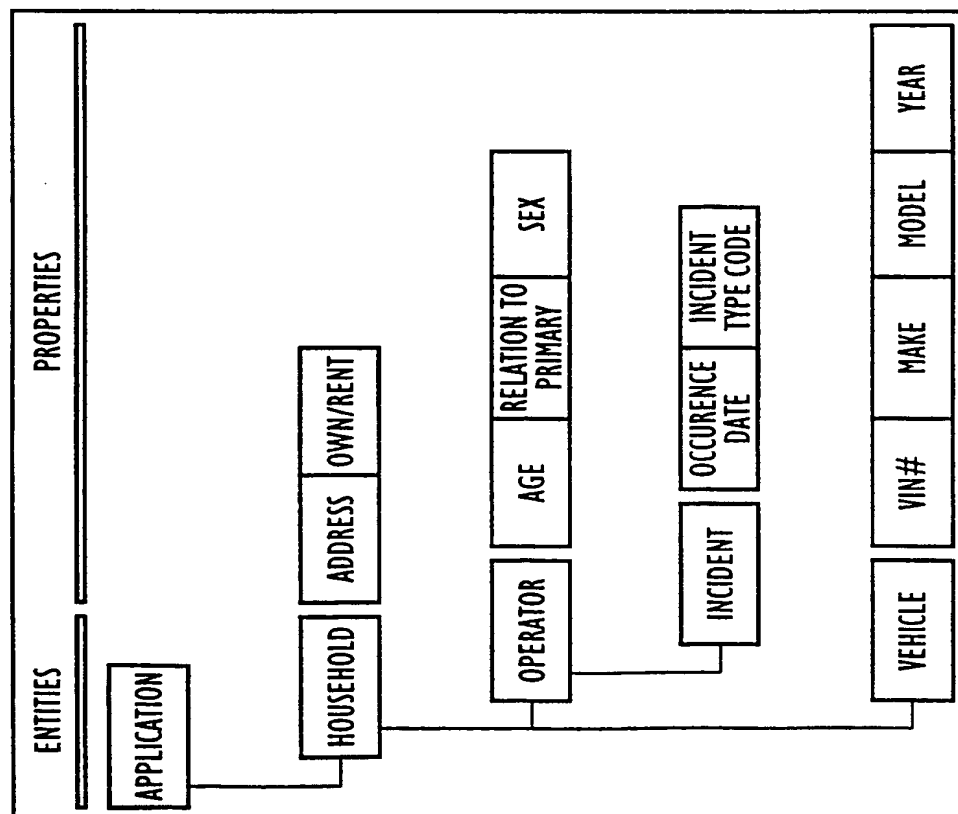 ENTITIES
PROPERTIES
APPLICATION
HOUSEHOLD
ADDRESS
OWN/RENT
OPERATOR
AGE
RELATION TO
PRIMARY
SEX
INCIDENT
OCCURENCE
DATE
INCIDENT
TYPE CODE
VEHICLE
VIN#
MAKE
MODEL
YEAR